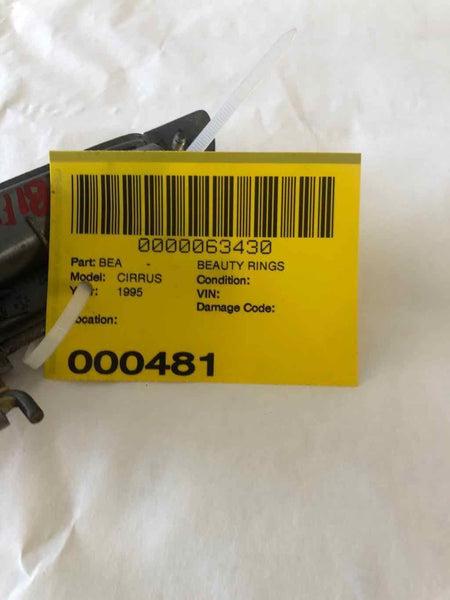 0000063430
Part: BEA - BEAUTY RINGS
Model: CIRRUS Condition:
1995 VIN:
Damage Code:
ocation:
000481